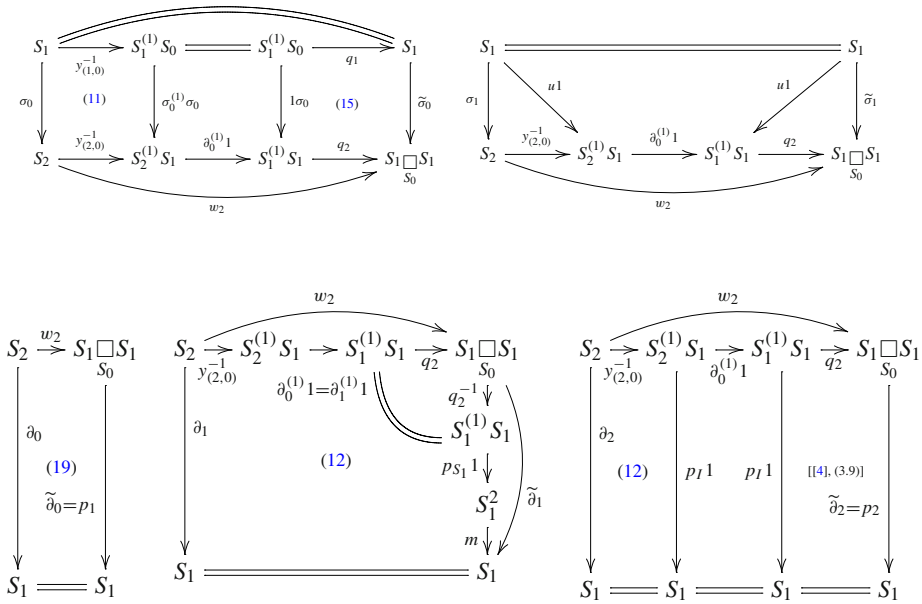 S_1 S_1^{(1)} S_0 S_1^{(1)} S_0 S_1
y_{(1,0)}^{-1} q_1
σ_0 (11) σ_0^{(1)} σ_0 1σ_0 (15) \widetilde{σ}_0
y_{(2,0)}^{-1} ∂_0^{(1)} 1 q_2
S_2 S_2^{(1)} S_1 S_1^{(1)} S_1 S_1 □ S_1
S_0
w_2
S_1 S_1
u1 u1
σ_1 \widetilde{σ}_1
y_{(2,0)}^{-1} ∂_0^{(1)} 1 q_2
S_2 S_2^{(1)} S_1 S_1^{(1)} S_1 S_1 □ S_1
S_0
w_2
w_2
S_2 S_1 □ S_1
S_0
∂_0
(19)
\widetilde{∂}_0 = p_1
S_1 S_1
w_2
S_2 S_2^{(1)} S_1 S_1^{(1)} S_1 S_1 □ S_1
y_{(2,0)}^{-1} q_2 S_0
∂_0^{(1)} 1 = ∂_1^{(1)} 1 q_2^{-1}
∂_1 S_1^{(1)} S_1
(12) p_{S_1} 1
S_1^2 \widetilde{∂}_1
m
S_1 S_1
w_2
S_2 S_2^{(1)} S_1 S_1^{(1)} S_1 S_1 □ S_1
y_{(2,0)}^{-1} ∂_0^{(1)} 1 q_2 S_0
∂_2
(12) p_I 1 p_I 1 [[4], (3.9)]
\widetilde{∂}_2 = p_2
S_1 S_1 S_1 S_1